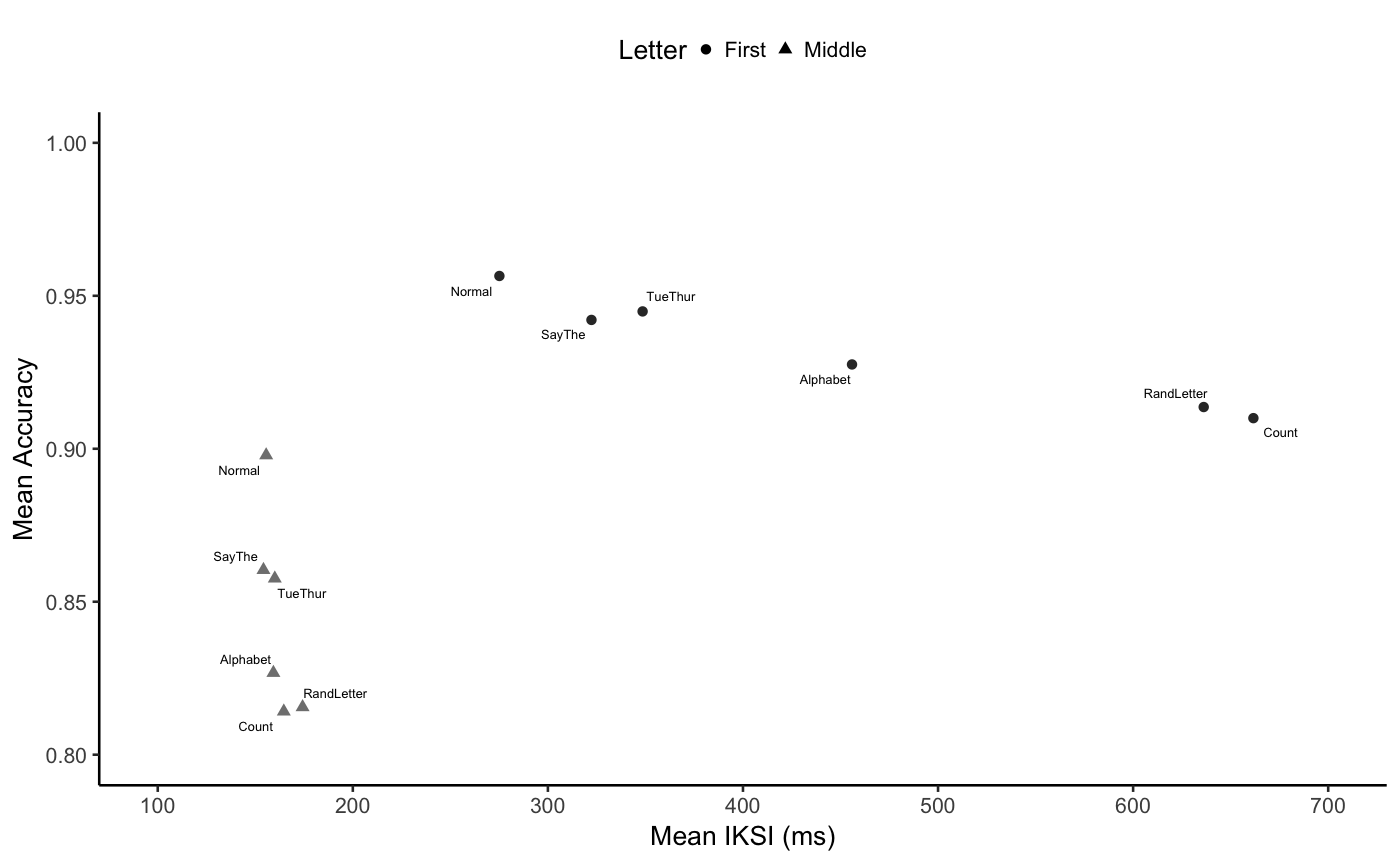 Letter First Middle
1.00
0.95
0.90
0.85
0.80
Mean Accuracy
Normal
SayThe
TueThur
Alphabet
RandLetter
Count
Normal
SayThe
TueThur
Alphabet
RandLetter
Count
100 200 300 400 500 600 700
Mean IKSI (ms)